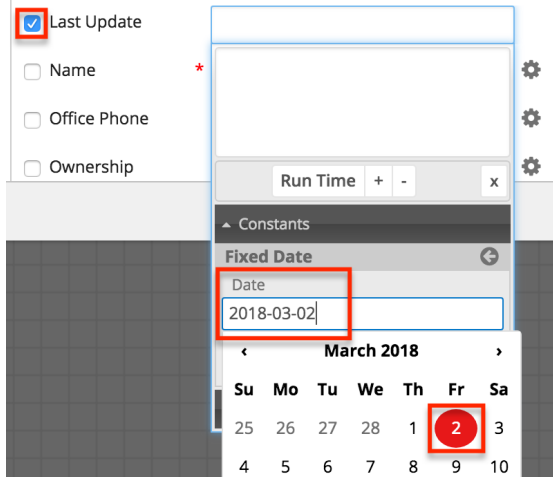 Last Update
Name *
Office Phone
Ownership
Run Time + - x
Constants
Fixed Date
Date
2018-03-02
‹ March 2018 ›
Su Mo Tu We Th Fr Sa
25 26 27 28 1 2 3
4 5 6 7 8 9 10